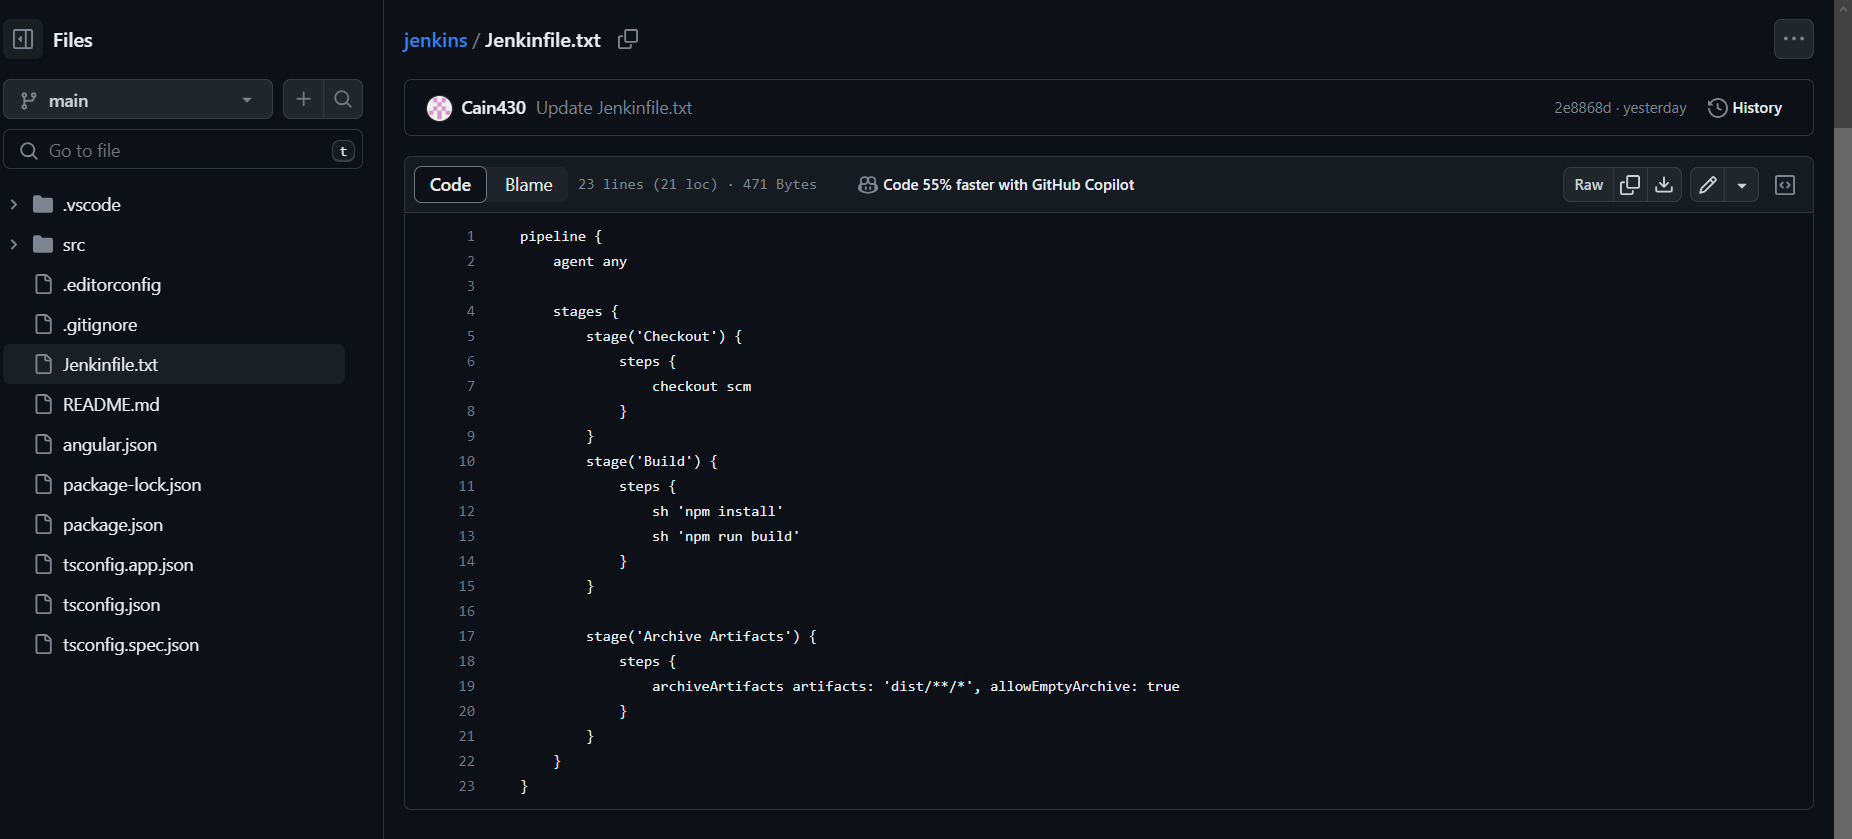 Files
main
Go to file
t
.vscode
src
.editorconfig
.gitignore
Jenkinfile.txt
README.md
angular.json
package-lock.json
package.json
tsconfig.app.json
tsconfig.json
tsconfig.spec.json
jenkins / Jenkinfile.txt
Cain430 Update Jenkinfile.txt
2e8868d · yesterday
History
Code Blame 23 lines (21 loc) · 471 Bytes Code 55% faster with GitHub Copilot
Raw
1 pipeline {
2     agent any
3
4     stages {
5         stage('Checkout') {
6             steps {
7                 checkout scm
8             }
9         }
10         stage('Build') {
11             steps {
12                 sh 'npm install'
13                 sh 'npm run build'
14             }
15         }
16
17         stage('Archive Artifacts') {
18             steps {
19                 archiveArtifacts artifacts: 'dist/**/*', allowEmptyArchive: true
20             }
21         }
22     }
23 }